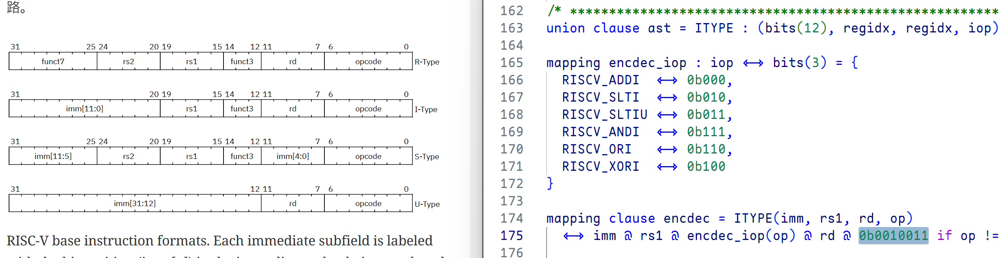 路。
31 25 24 20 19 15 14 12 11 7 6 0
funct7 rs2 rs1 funct3 rd opcode R-Type
31 20 19 15 14 12 11 7 6 0
imm[11:0] rs1 funct3 rd opcode I-Type
31 25 24 20 19 15 14 12 11 7 6 0
imm[11:5] rs2 rs1 funct3 imm[4:0] opcode S-Type
31 12 11 7 6 0
imm[31:12] rd opcode U-Type
RISC-V base instruction formats. Each immediate subfield is labeled
162 /* *******************************************************
163 union clause ast = ITYPE : (bits(12), regidx, regidx, iop)
164
165 mapping encdec_iop : iop <-> bits(3) = {
166 RISCV_ADDI <-> 0b000,
167 RISCV_SLTI <-> 0b010,
168 RISCV_SLTIU <-> 0b011,
169 RISCV_ANDI <-> 0b111,
170 RISCV_ORI <-> 0b110,
171 RISCV_XORI <-> 0b100
172 }
173
174 mapping clause encdec = ITYPE(imm, rs1, rd, op)
175 <-> imm @ rs1 @ encdec_iop(op) @ rd @ 0b0010011 if op !=
176